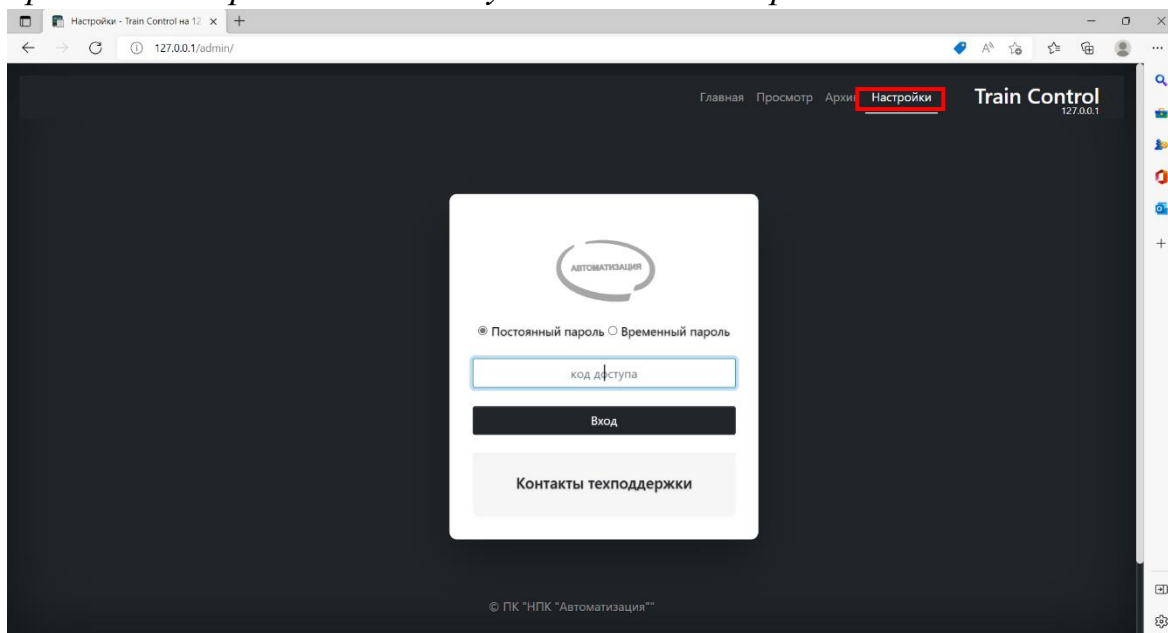 Настройки - Train Control на 12
127.0.0.1/admin/
Главная Просмотр Архив Настройки Train Control
127.0.0.1
АВТОМАТИЗАЦИЯ
Постоянный пароль Временный пароль
код доступа
Вход
Контакты техподдержки
© ПК "НПК "Автоматизация""